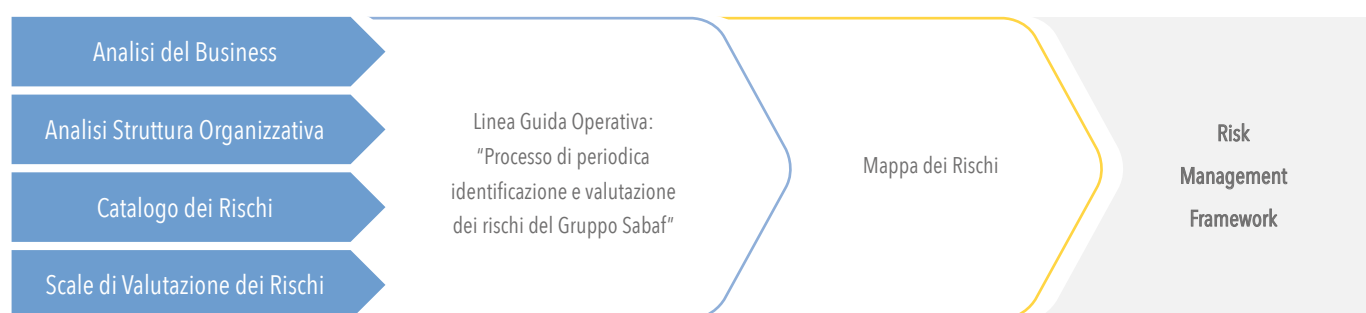 Analisi del Business
Analisi Struttura Organizzativa
Catalogo dei Rischi
Scale di Valutazione dei Rischi
Linea Guida Operativa:
“Processo di periodica
identificazione e valutazione
dei rischi del Gruppo Sabaf”
Mappa dei Rischi
Risk
Management
Framework